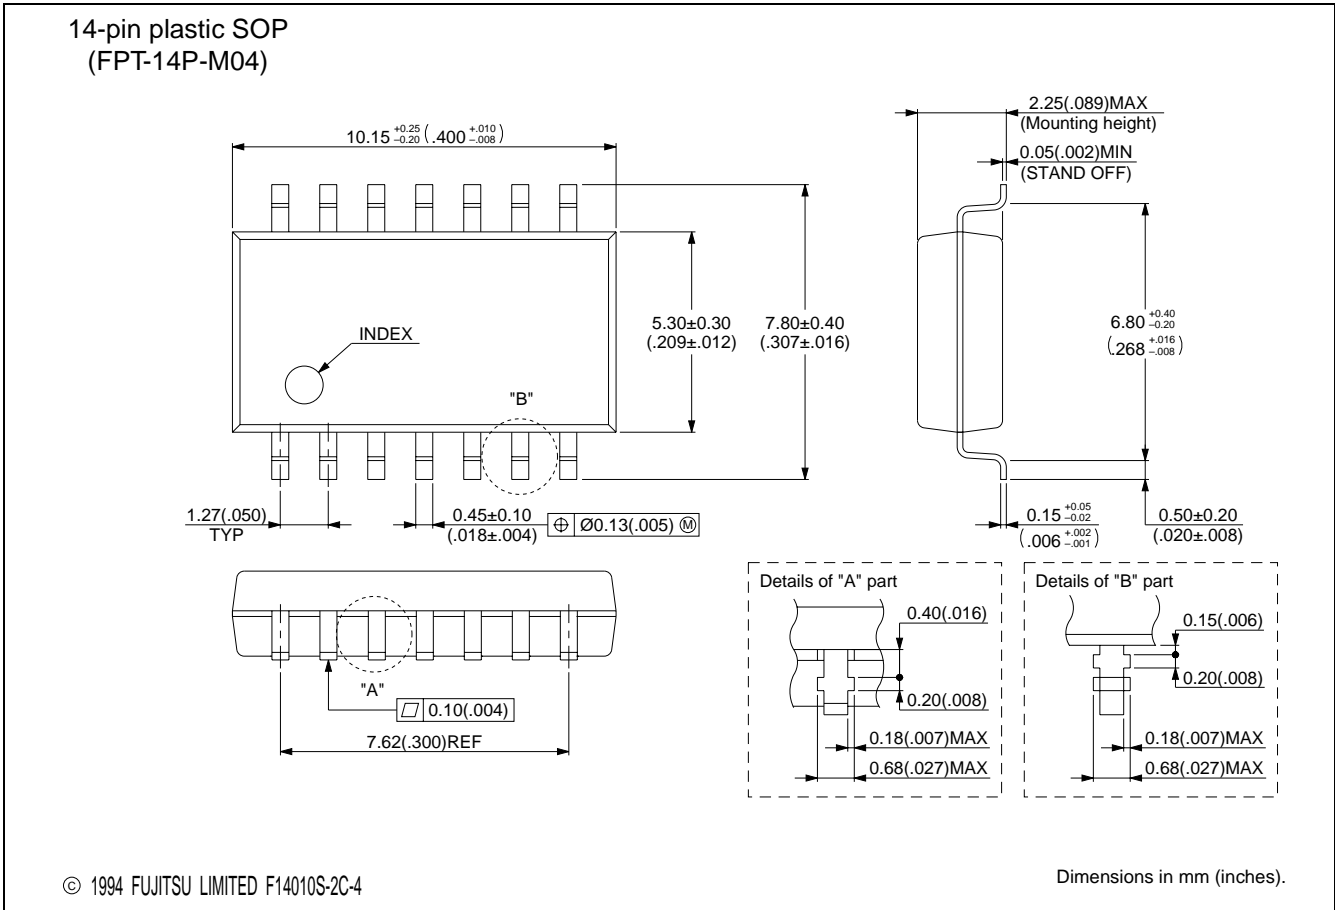 14-pin plastic SOP
(FPT-14P-M04)
2.25(.089)MAX
(Mounting height)
10.15 +0.25 –0.20 (.400 +.010 –.008)
0.05(.002)MIN
(STAND OFF)
INDEX
5.30±0.30
(.209±.012)
7.80±0.40
(.307±.016)
6.80 +0.40 –0.20
(.268 +.016 –.008)
"B"
1.27(.050)
TYP
0.45±0.10
(.018±.004)
⌖ Ø0.13(.005) Ⓜ
0.15 +0.05 –0.02
(.006 +.002 –.001)
0.50±0.20
(.020±.008)
"A"
⏥ 0.10(.004)
7.62(.300)REF
Details of "A" part
0.40(.016)
0.20(.008)
0.18(.007)MAX
0.68(.027)MAX
Details of "B" part
0.15(.006)
0.20(.008)
0.18(.007)MAX
0.68(.027)MAX
© 1994 FUJITSU LIMITED F14010S-2C-4
Dimensions in mm (inches).